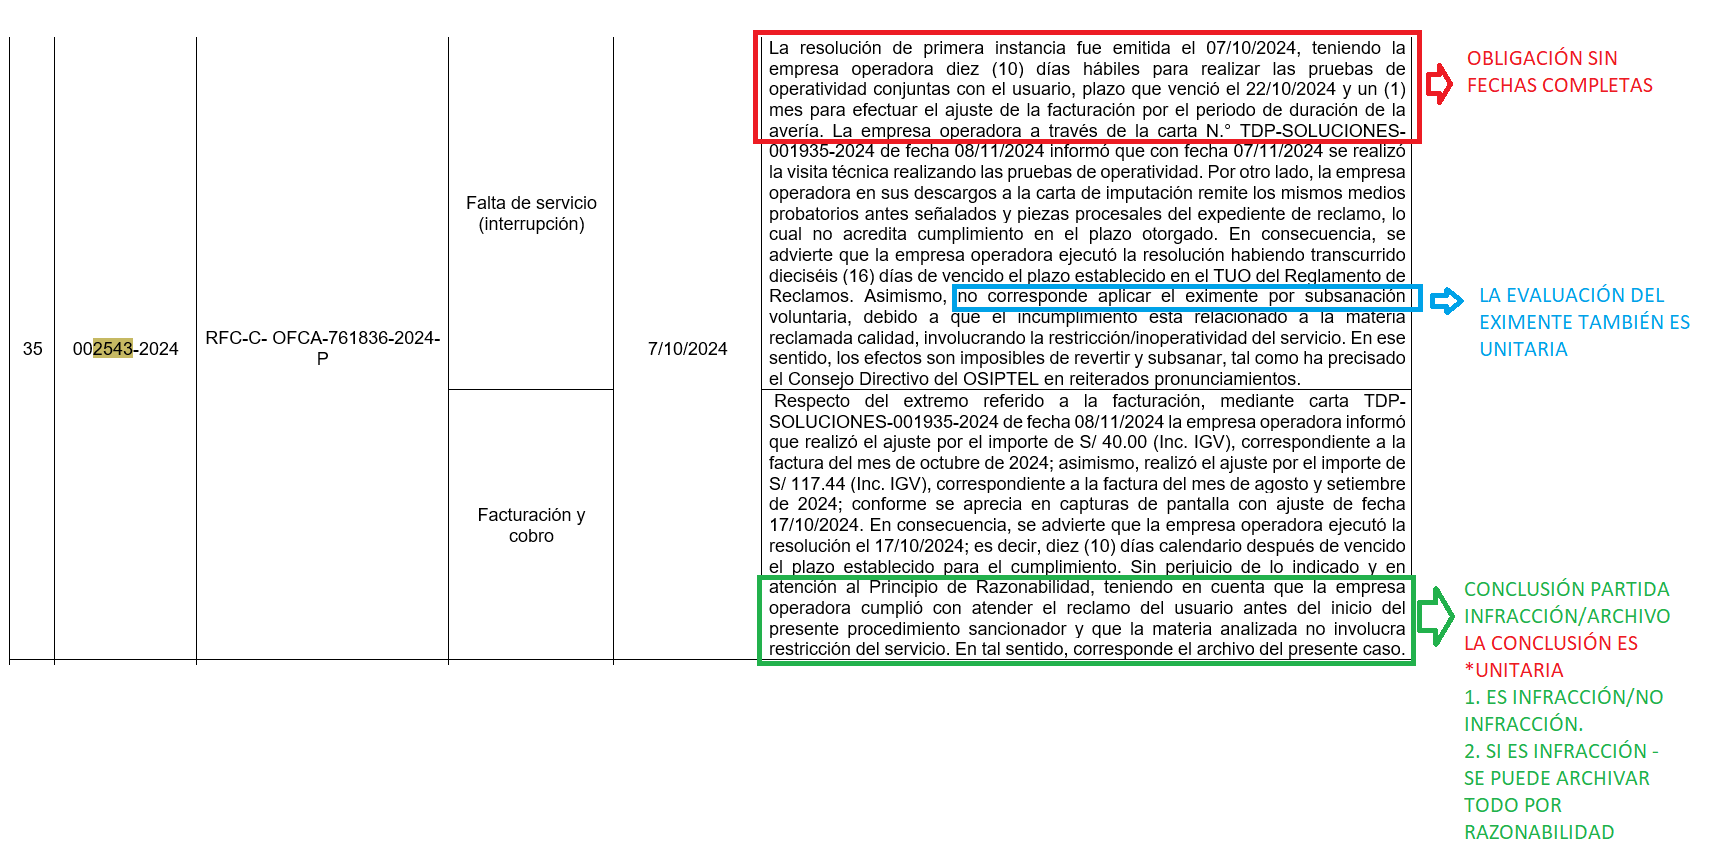 35
002543-2024
RFC-C- OFCA-761836-2024-
P
Falta de servicio
(interrupción)
7/10/2024
La resolución de primera instancia fue emitida el 07/10/2024, teniendo la
empresa operadora diez (10) días hábiles para realizar las pruebas de
operatividad conjuntas con el usuario, plazo que venció el 22/10/2024 y un (1)
mes para efectuar el ajuste de la facturación por el periodo de duración de la
avería. La empresa operadora a través de la carta N.° TDP-SOLUCIONES-
001935-2024 de fecha 08/11/2024 informó que con fecha 07/11/2024 se realizó
la visita técnica realizando las pruebas de operatividad. Por otro lado, la empresa
operadora en sus descargos a la carta de imputación remite los mismos medios
probatorios antes señalados y piezas procesales del expediente de reclamo, lo
cual no acredita cumplimiento en el plazo otorgado. En consecuencia, se
advierte que la empresa operadora ejecutó la resolución habiendo transcurrido
dieciséis (16) días de vencido el plazo establecido en el TUO del Reglamento de
Reclamos. Asimismo, no corresponde aplicar el eximente por subsanación
voluntaria, debido a que el incumplimiento está relacionado a la materia
reclamada calidad, involucrando la restricción/inoperatividad del servicio. En ese
sentido, los efectos son imposibles de revertir y subsanar, tal como ha precisado
el Consejo Directivo del OSIPTEL en reiterados pronunciamientos.
Facturación y
cobro
Respecto del extremo referido a la facturación, mediante carta TDP-
SOLUCIONES-001935-2024 de fecha 08/11/2024 la empresa operadora informó
que realizó el ajuste por el importe de S/ 40.00 (Inc. IGV), correspondiente a la
factura del mes de octubre de 2024; asimismo, realizó el ajuste por el importe de
S/ 117.44 (Inc. IGV), correspondiente a la factura del mes de agosto y setiembre
de 2024; conforme se aprecia en capturas de pantalla con ajuste de fecha
17/10/2024. En consecuencia, se advierte que la empresa operadora ejecutó la
resolución el 17/10/2024; es decir, diez (10) días calendario después de vencido
el plazo establecido para el cumplimiento. Sin perjuicio de lo indicado y en
atención al Principio de Razonabilidad, teniendo en cuenta que la empresa
operadora cumplió con atender el reclamo del usuario antes del inicio del
presente procedimiento sancionador y que la materia analizada no involucra
restricción del servicio. En tal sentido, corresponde el archivo del presente caso.
OBLIGACIÓN SIN
FECHAS COMPLETAS
LA EVALUACIÓN DEL
EXIMENTE TAMBIÉN ES
UNITARIA
CONCLUSIÓN PARTIDA
INFRACCIÓN/ARCHIVO
LA CONCLUSIÓN ES
*UNITARIA
1. ES INFRACCIÓN/NO
INFRACCIÓN.
2. SI ES INFRACCIÓN -
SE PUEDE ARCHIVAR
TODO POR
RAZONABILIDAD